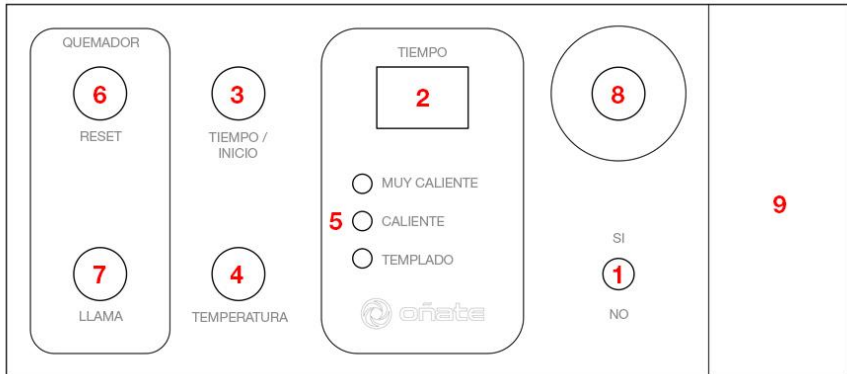 QUEMADOR
6
RESET
7
LLAMA
3
TIEMPO /
INICIO
4
TEMPERATURA
TIEMPO
2
MUY CALIENTE
5 CALIENTE
TEMPLADO
oñate
8
SI
1
NO
9